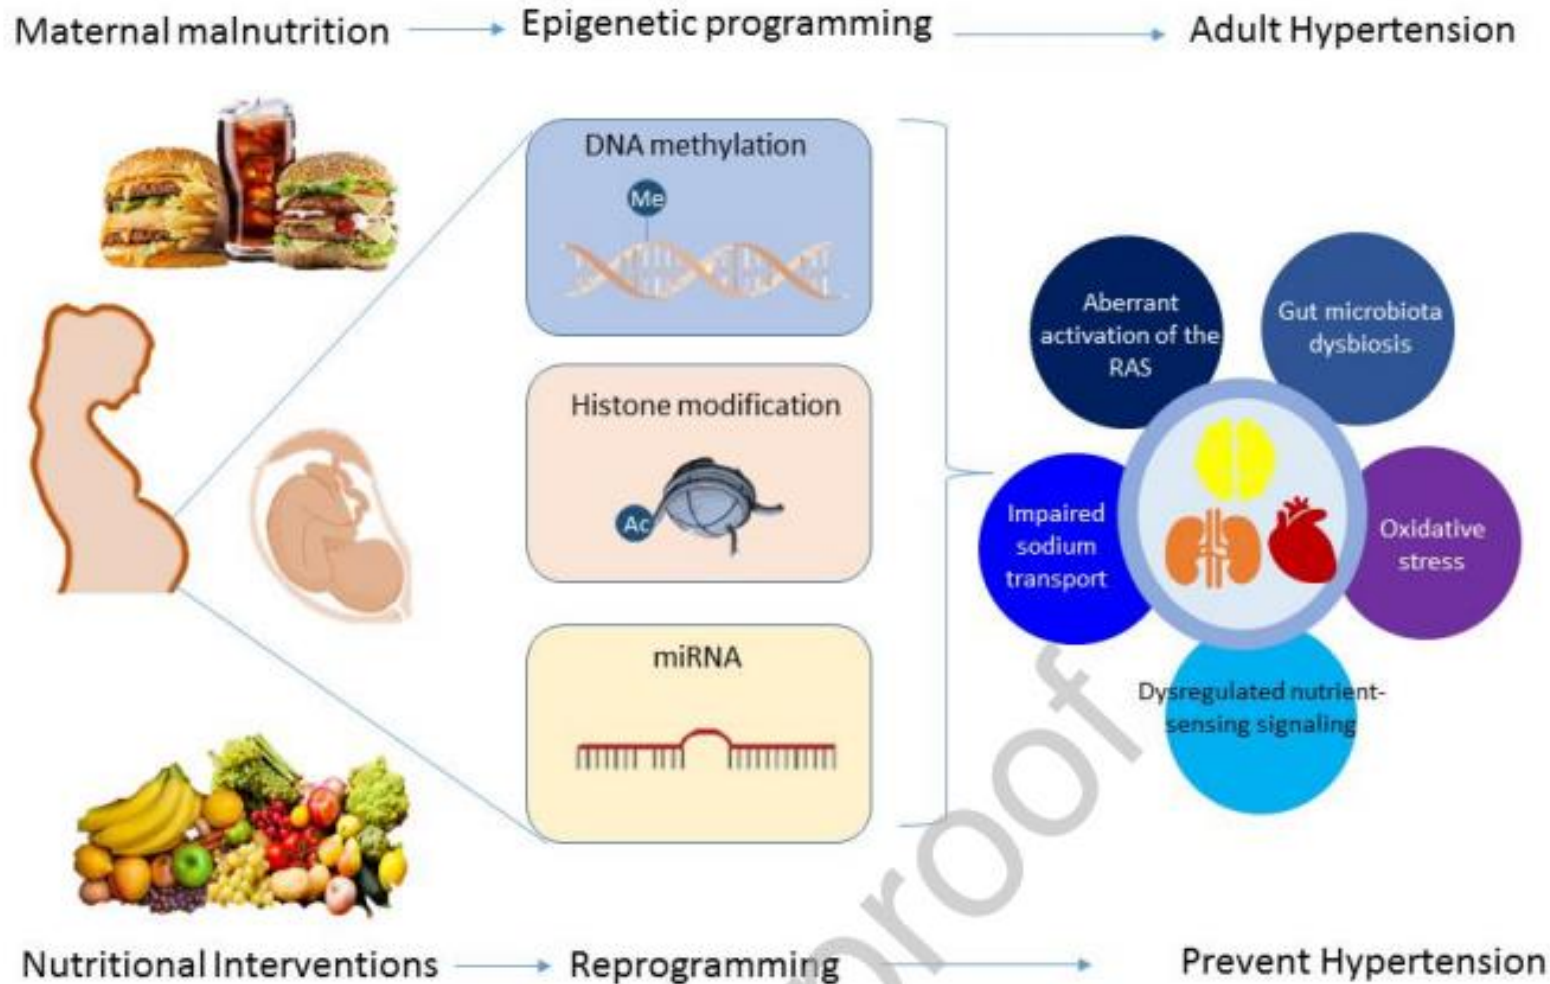 Maternal malnutrition
Epigenetic programming
Adult Hypertension
DNA methylation
Me
Histone modification
Ac
miRNA
Aberrant
activation of the
RAS
Gut microbiota
dysbiosis
Impaired
sodium
transport
Oxidative
stress
Dysregulated nutrient-
sensing signaling
proof
Nutritional Interventions
Reprogramming
Prevent Hypertension